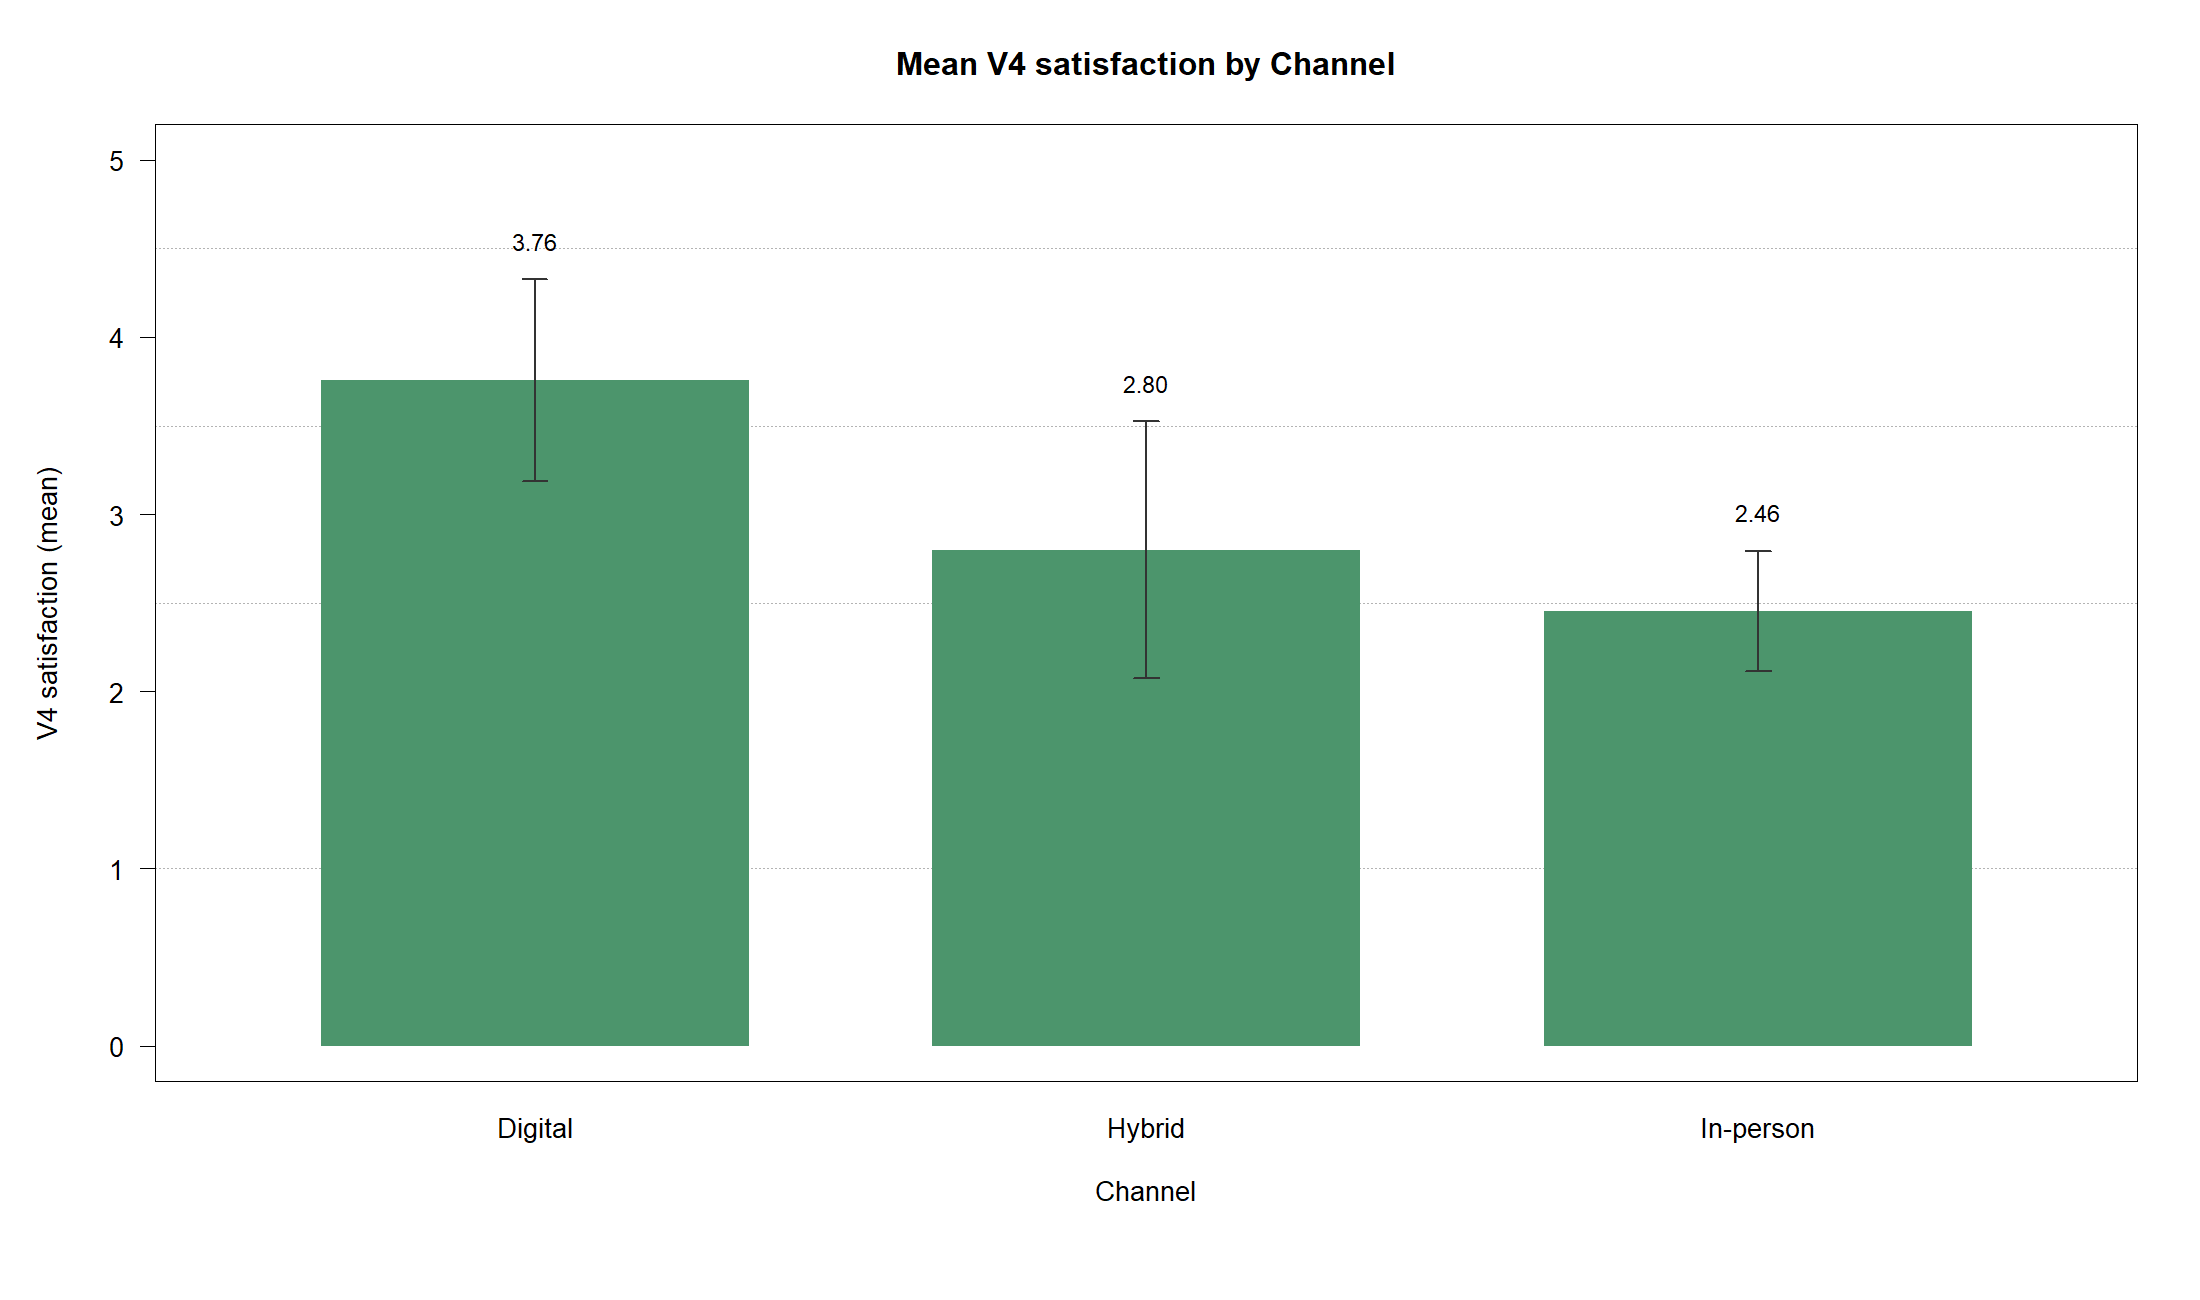 Mean V4 satisfaction by Channel
5
4
3
2
1
0
V4 satisfaction (mean)
3.76
2.80
2.46
Digital
Hybrid
In-person
Channel